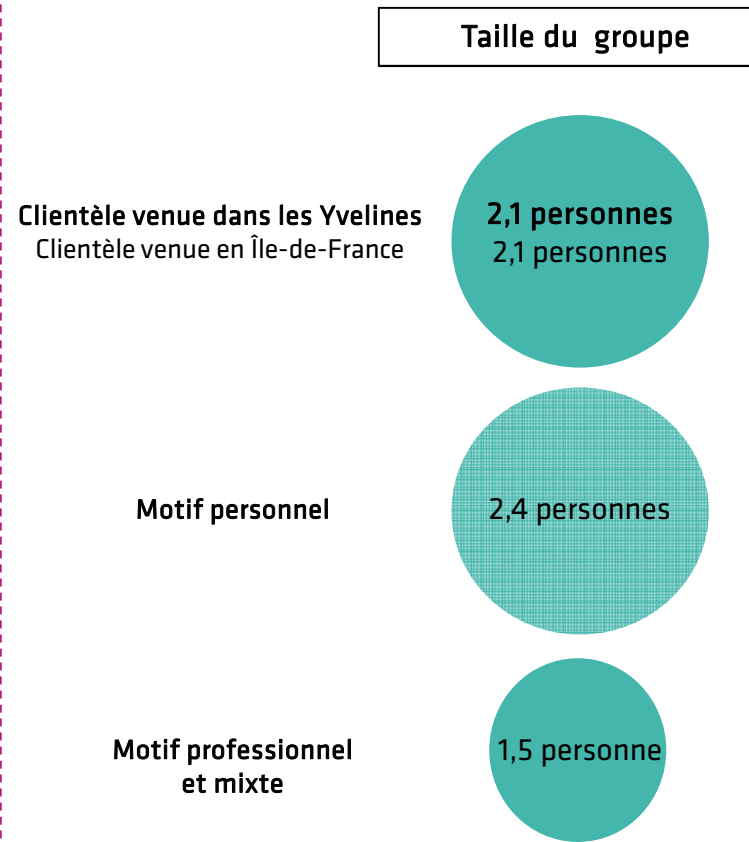 Taille du groupe
Clientèle venue dans les Yvelines
Clientèle venue en Île-de-France
2,1 personnes
2,1 personnes
Motif personnel
2,4 personnes
Motif professionnel
et mixte
1,5 personne